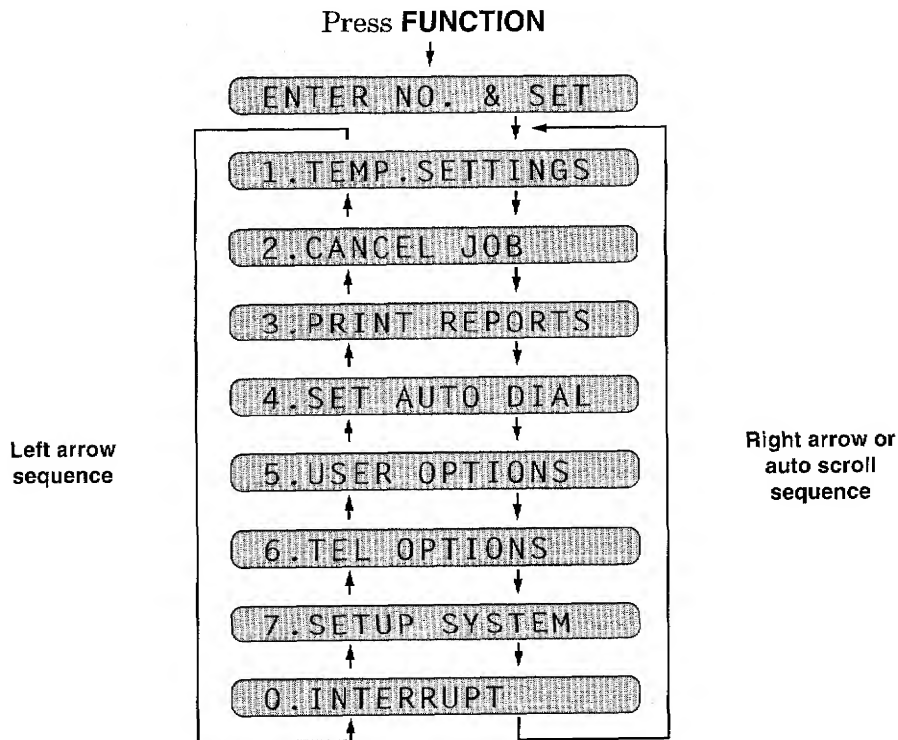 Press FUNCTION
ENTER NO. & SET
1.TEMP.SETTINGS
2.CANCEL JOB
3.PRINT REPORTS
4.SET AUTO DIAL
Left arrow
sequence
5.USER OPTIONS
Right arrow or
auto scroll
sequence
6.TEL OPTIONS
7.SETUP SYSTEM
0.INTERRUPT